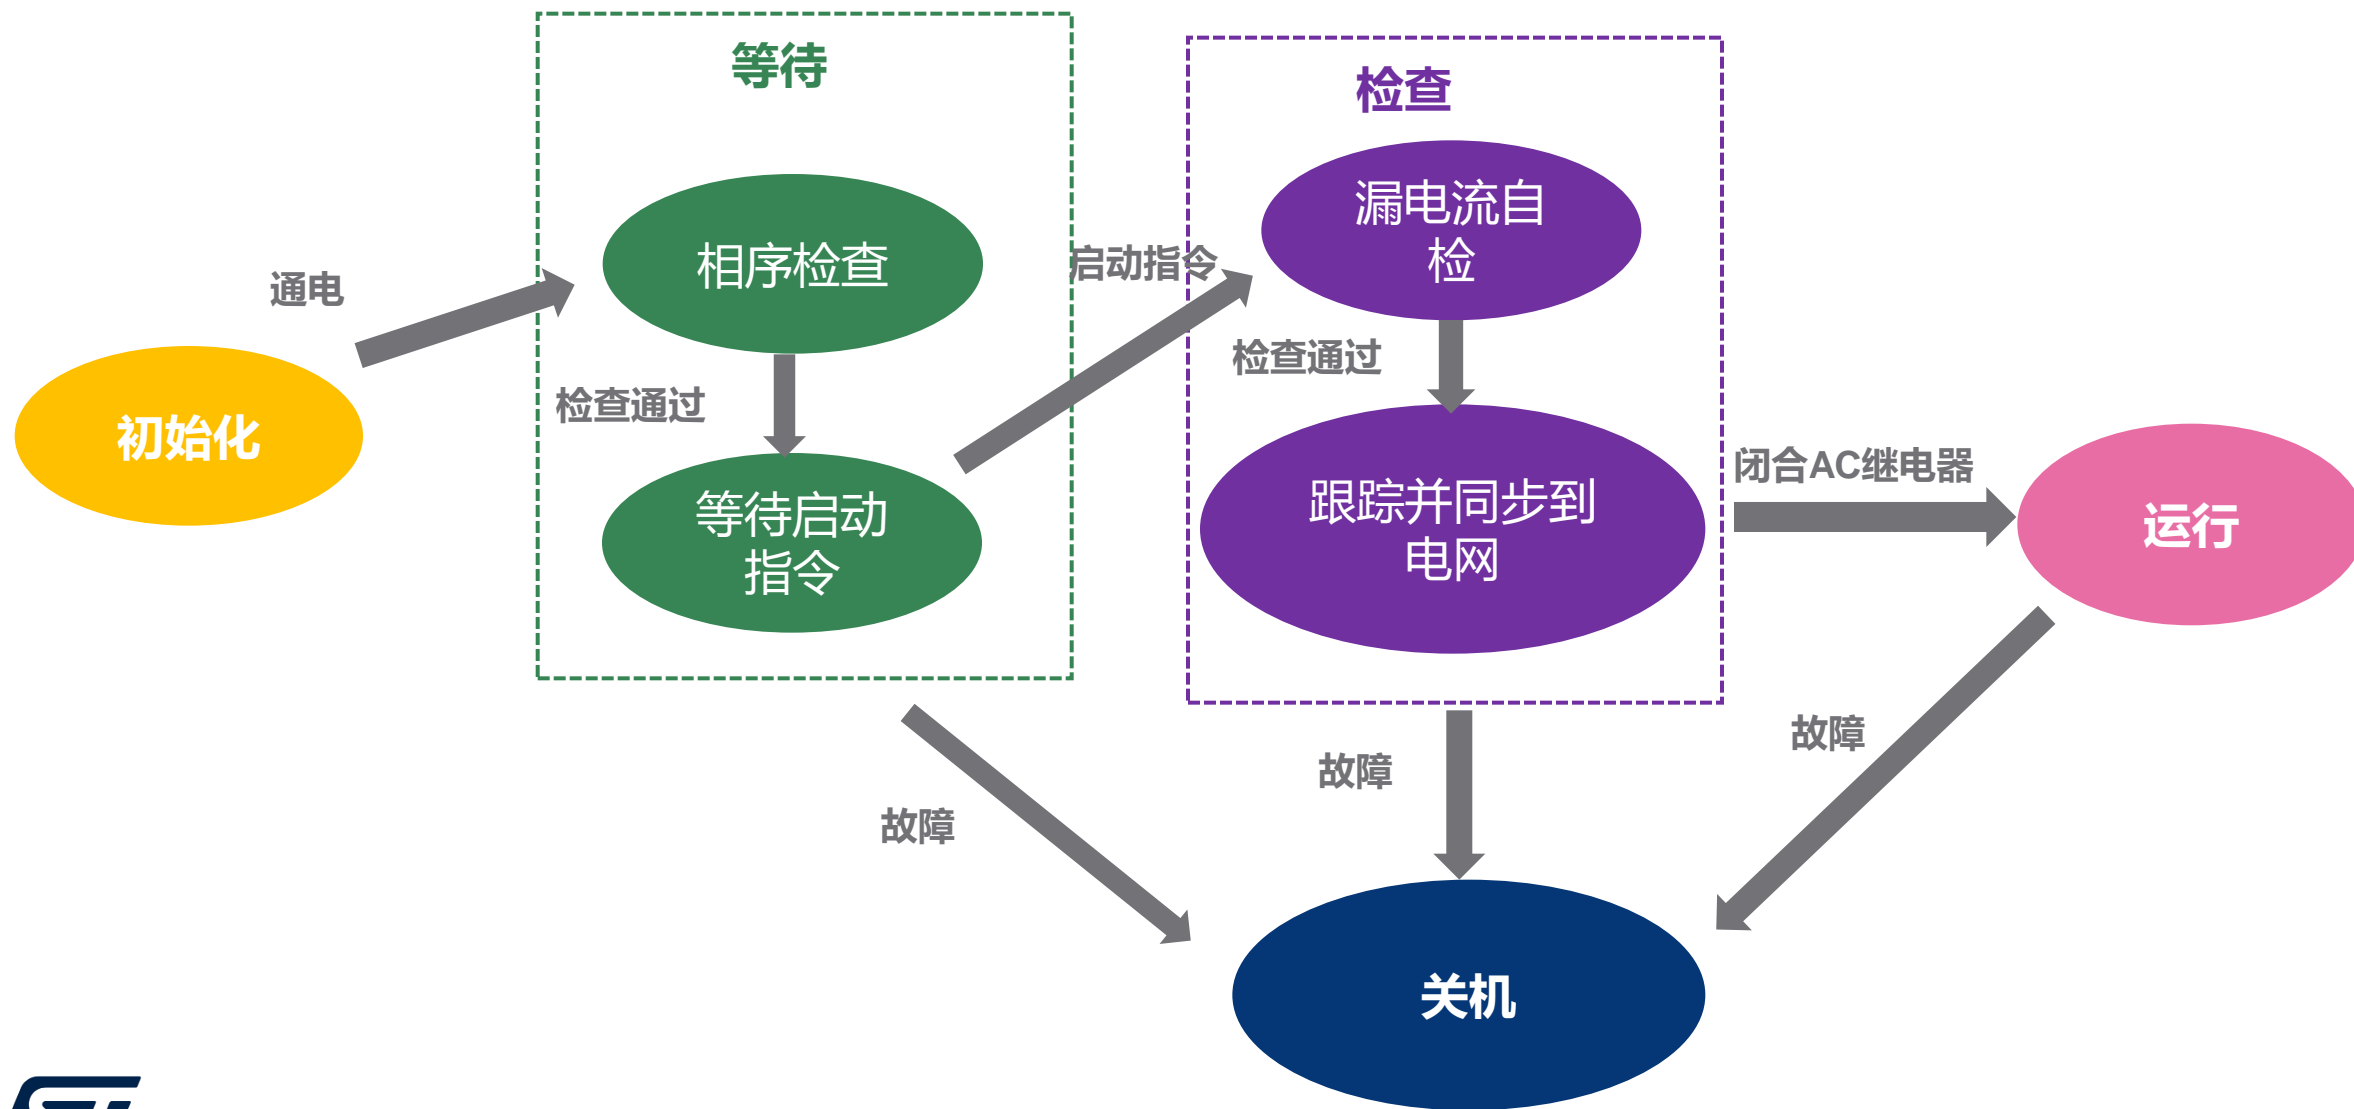 等待
检查
漏电流自
检
相序检查
启动指令
通电
检查通过
检查通过
初始化
等待启动
指令
跟踪并同步到
电网
闭合AC继电器
运行
故障
故障
故障
关机